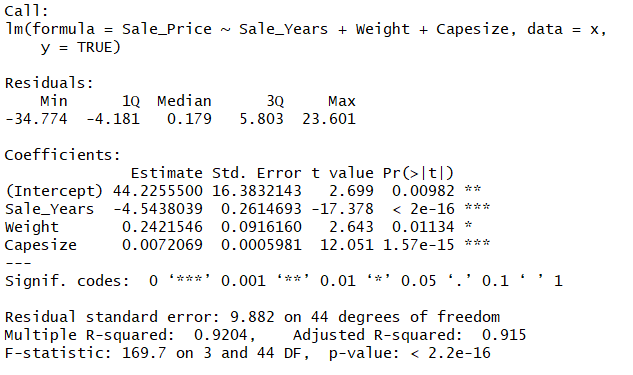 Call:
lm(formula = Sale_Price ~ Sale_Years + Weight + Capesize, data = x,
    y = TRUE)
Residuals:
    Min      1Q  Median      3Q     Max
-34.774  -4.181   0.179   5.803  23.601
Coefficients:
              Estimate Std. Error t value Pr(>|t|)
(Intercept) 44.2255500 16.3832143   2.699  0.00982 **
Sale_Years  -4.5438039  0.2614693 -17.378  < 2e-16 ***
Weight       0.2421546  0.0916160   2.643  0.01134 *
Capesize     0.0072069  0.0005981  12.051 1.57e-15 ***
---
Signif. codes:  0 ‘***’ 0.001 ‘**’ 0.01 ‘*’ 0.05 ‘.’ 0.1 ‘ ’ 1
Residual standard error: 9.882 on 44 degrees of freedom
Multiple R-squared:  0.9204,    Adjusted R-squared:  0.915
F-statistic: 169.7 on 3 and 44 DF,  p-value: < 2.2e-16